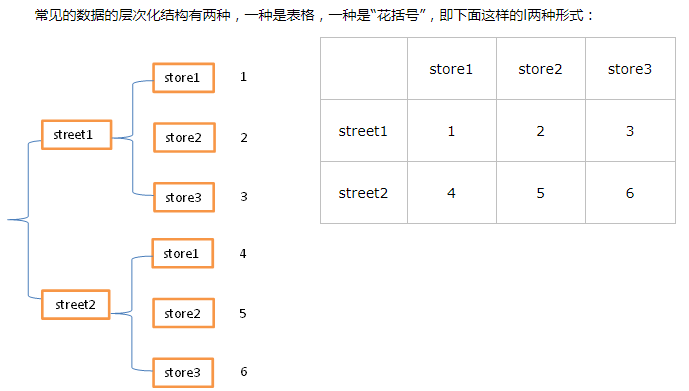 常见的数据的层次化结构有两种，一种是表格，一种是“花括号”，即下面这样的l两种形式：
store1 1
street1
store2 2
store3 3
store1 4
street2
store2 5
store3 6
store1 store2 store3
street1 1 2 3
street2 4 5 6